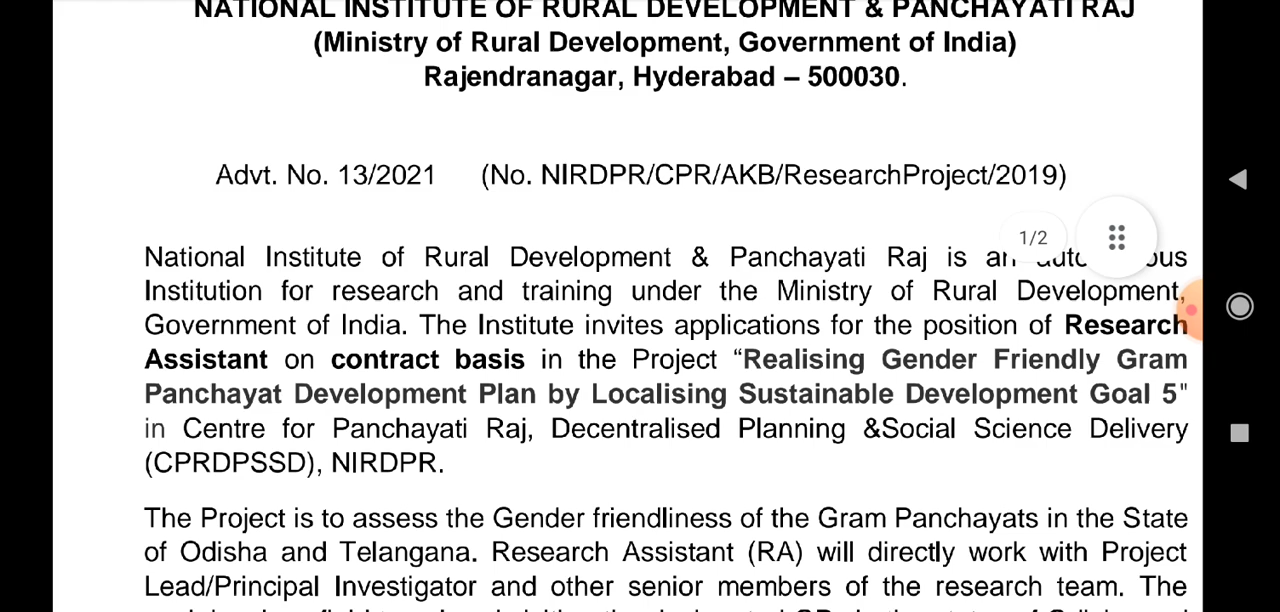 NATIONAL INSTITUTE OF RURAL DEVELOPMENT & PANCHAYATI RAJ
(Ministry of Rural Development, Government of India)
Rajendranagar, Hyderabad – 500030.
Advt. No. 13/2021 (No. NIRDPR/CPR/AKB/ResearchProject/2019)
1/2
National Institute of Rural Development & Panchayati Raj is an
Institution for research and training under the Ministry of Rural Development,
Government of India. The Institute invites applications for the position of Research
Assistant on contract basis in the Project “Realising Gender Friendly Gram
Panchayat Development Plan by Localising Sustainable Development Goal 5"
in Centre for Panchayati Raj, Decentralised Planning &Social Science Delivery
(CPRDPSSD), NIRDPR.
The Project is to assess the Gender friendliness of the Gram Panchayats in the State
of Odisha and Telangana. Research Assistant (RA) will directly work with Project
Lead/Principal Investigator and other senior members of the research team. The